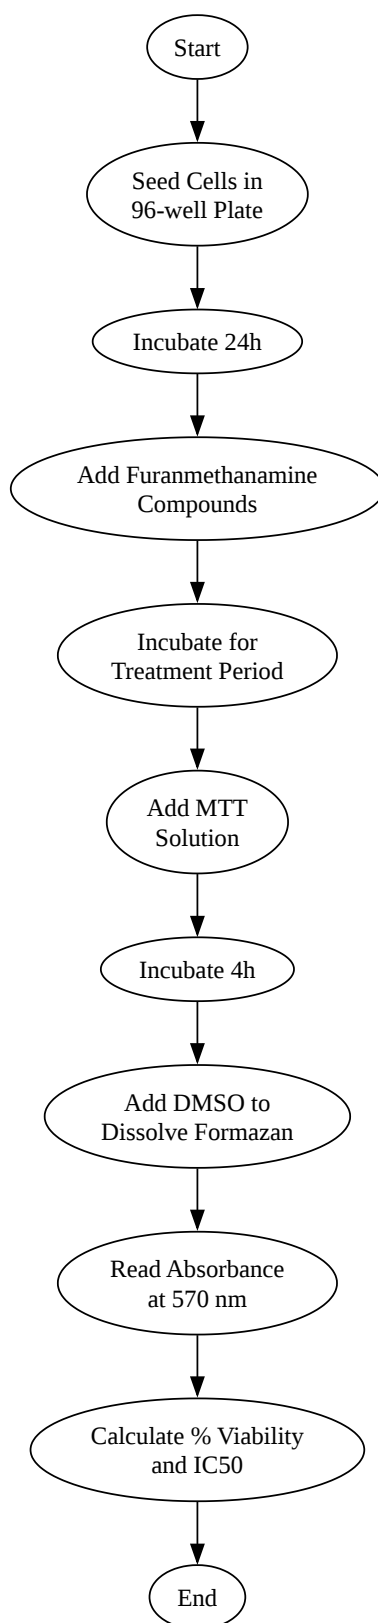 Start
Seed Cells in
96-well Plate
Incubate 24h
Add Furanmethanamine
Compounds
Incubate for
Treatment Period
Add MTT
Solution
Incubate 4h
Add DMSO to
Dissolve Formazan
Read Absorbance
at 570 nm
Calculate % Viability
and IC50
End